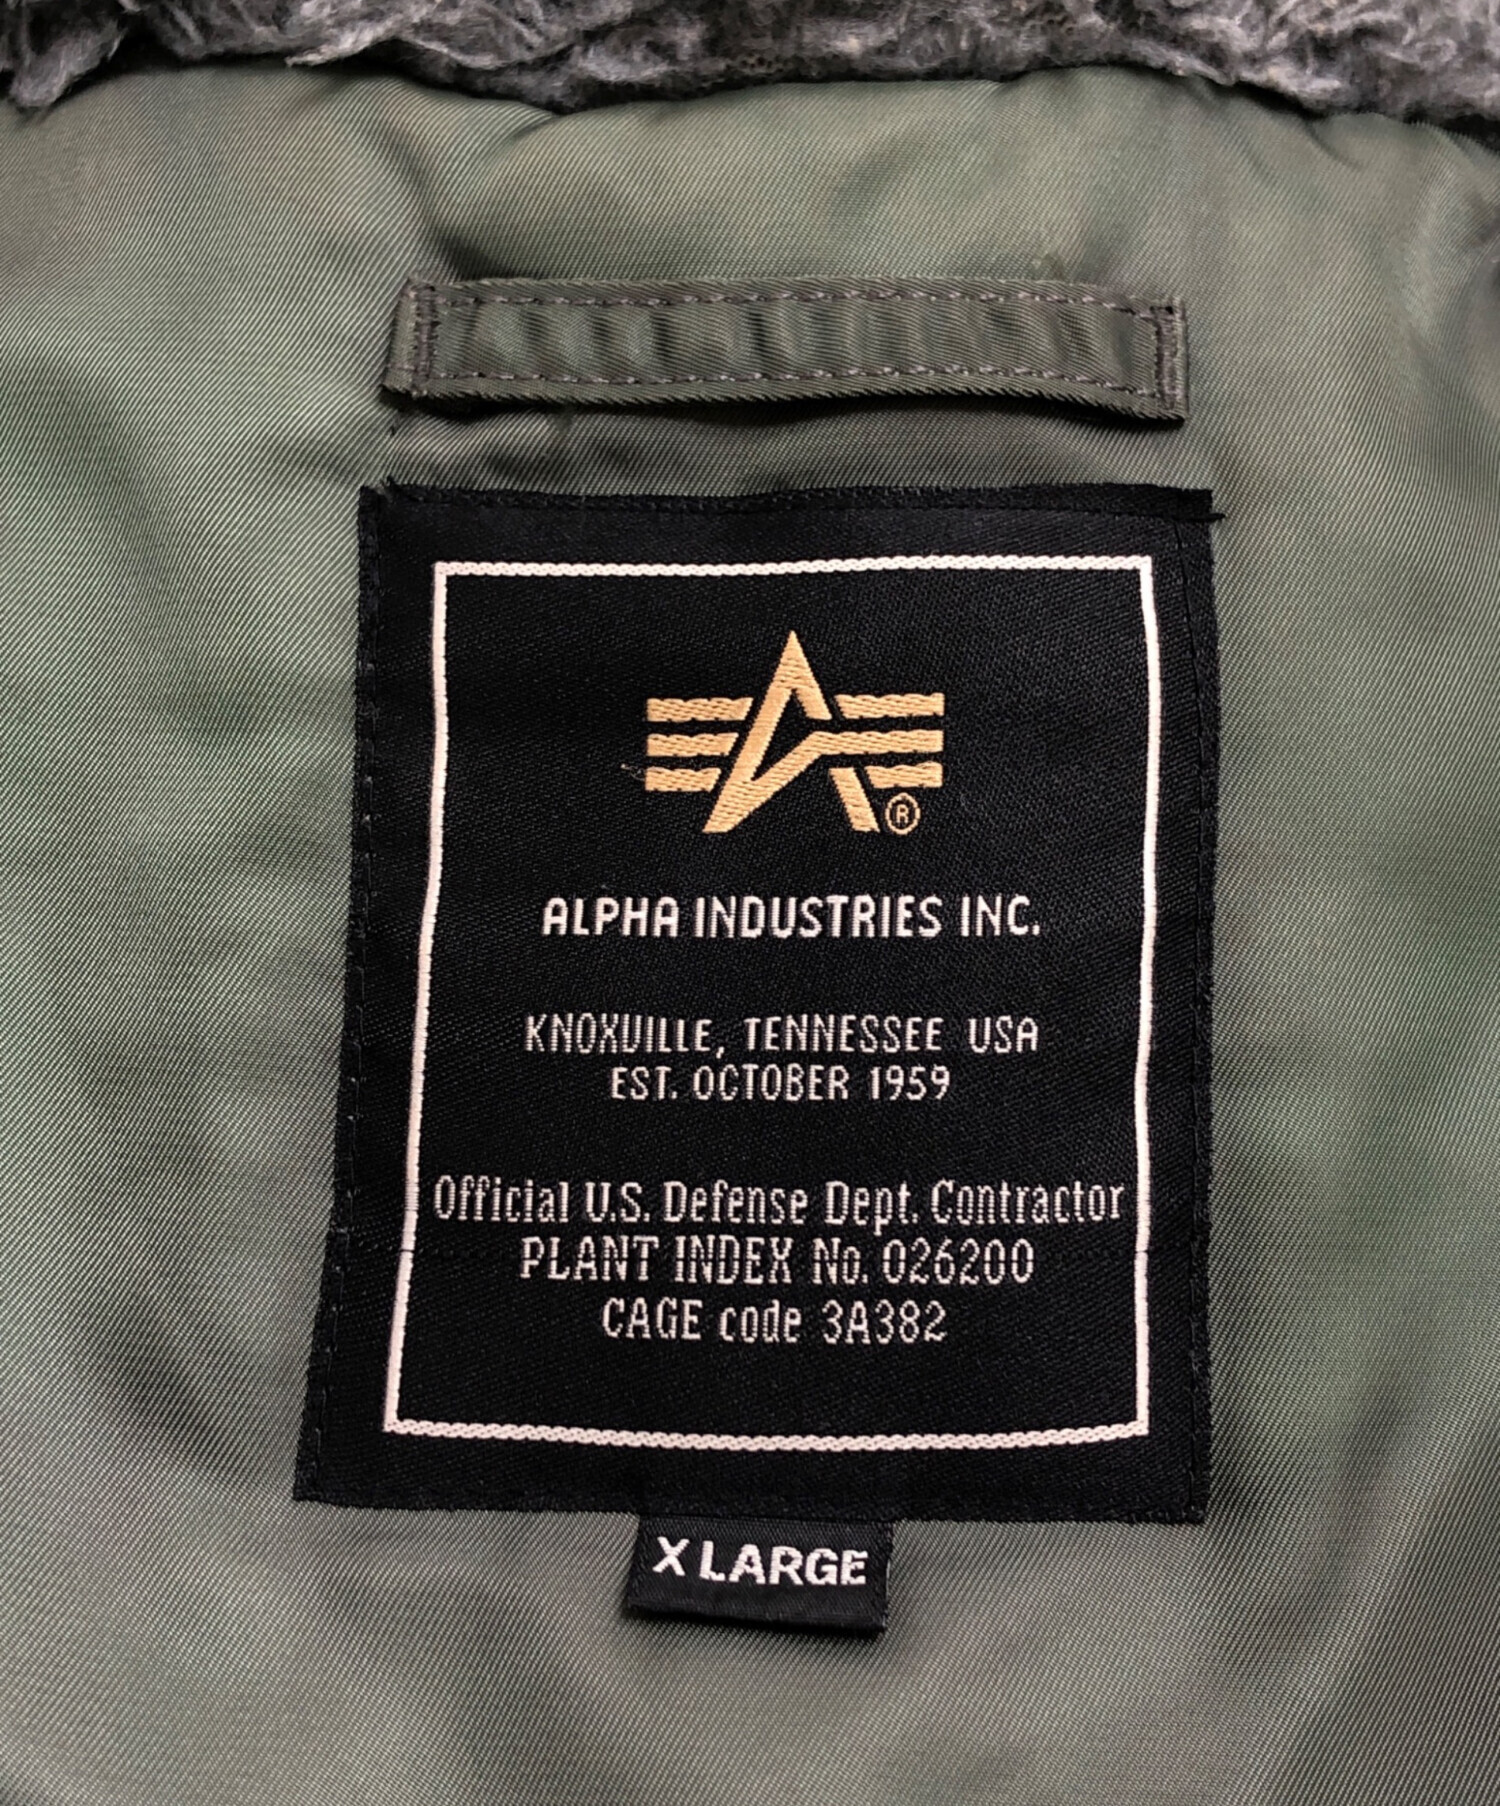 ®
ALPHA INDUSTRIES INC.
KNOXVILLE, TENNESSEE USA
EST. OCTOBER 1959
Official U.S. Defense Dept. Contractor
PLANT INDEX No. 026200
CAGE code 3A382
X LARGE